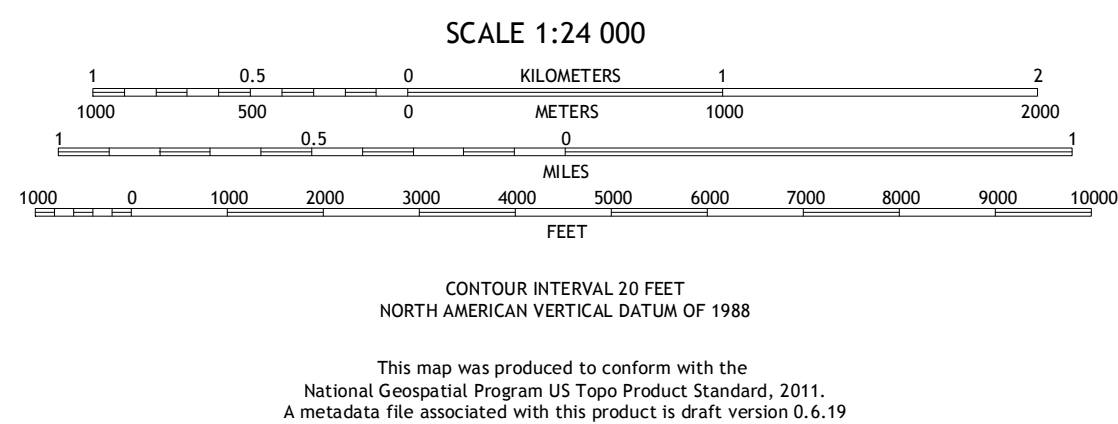 SCALE 1:24 000
1 0.5 0 KILOMETERS 1 2
1000 500 0 METERS 1000 2000
1 0.5 0 1
MILES
1000 0 1000 2000 3000 4000 5000 6000 7000 8000 9000 10000
FEET
CONTOUR INTERVAL 20 FEET
NORTH AMERICAN VERTICAL DATUM OF 1988
This map was produced to conform with the
National Geospatial Program US Topo Product Standard, 2011.
A metadata file associated with this product is draft version 0.6.19